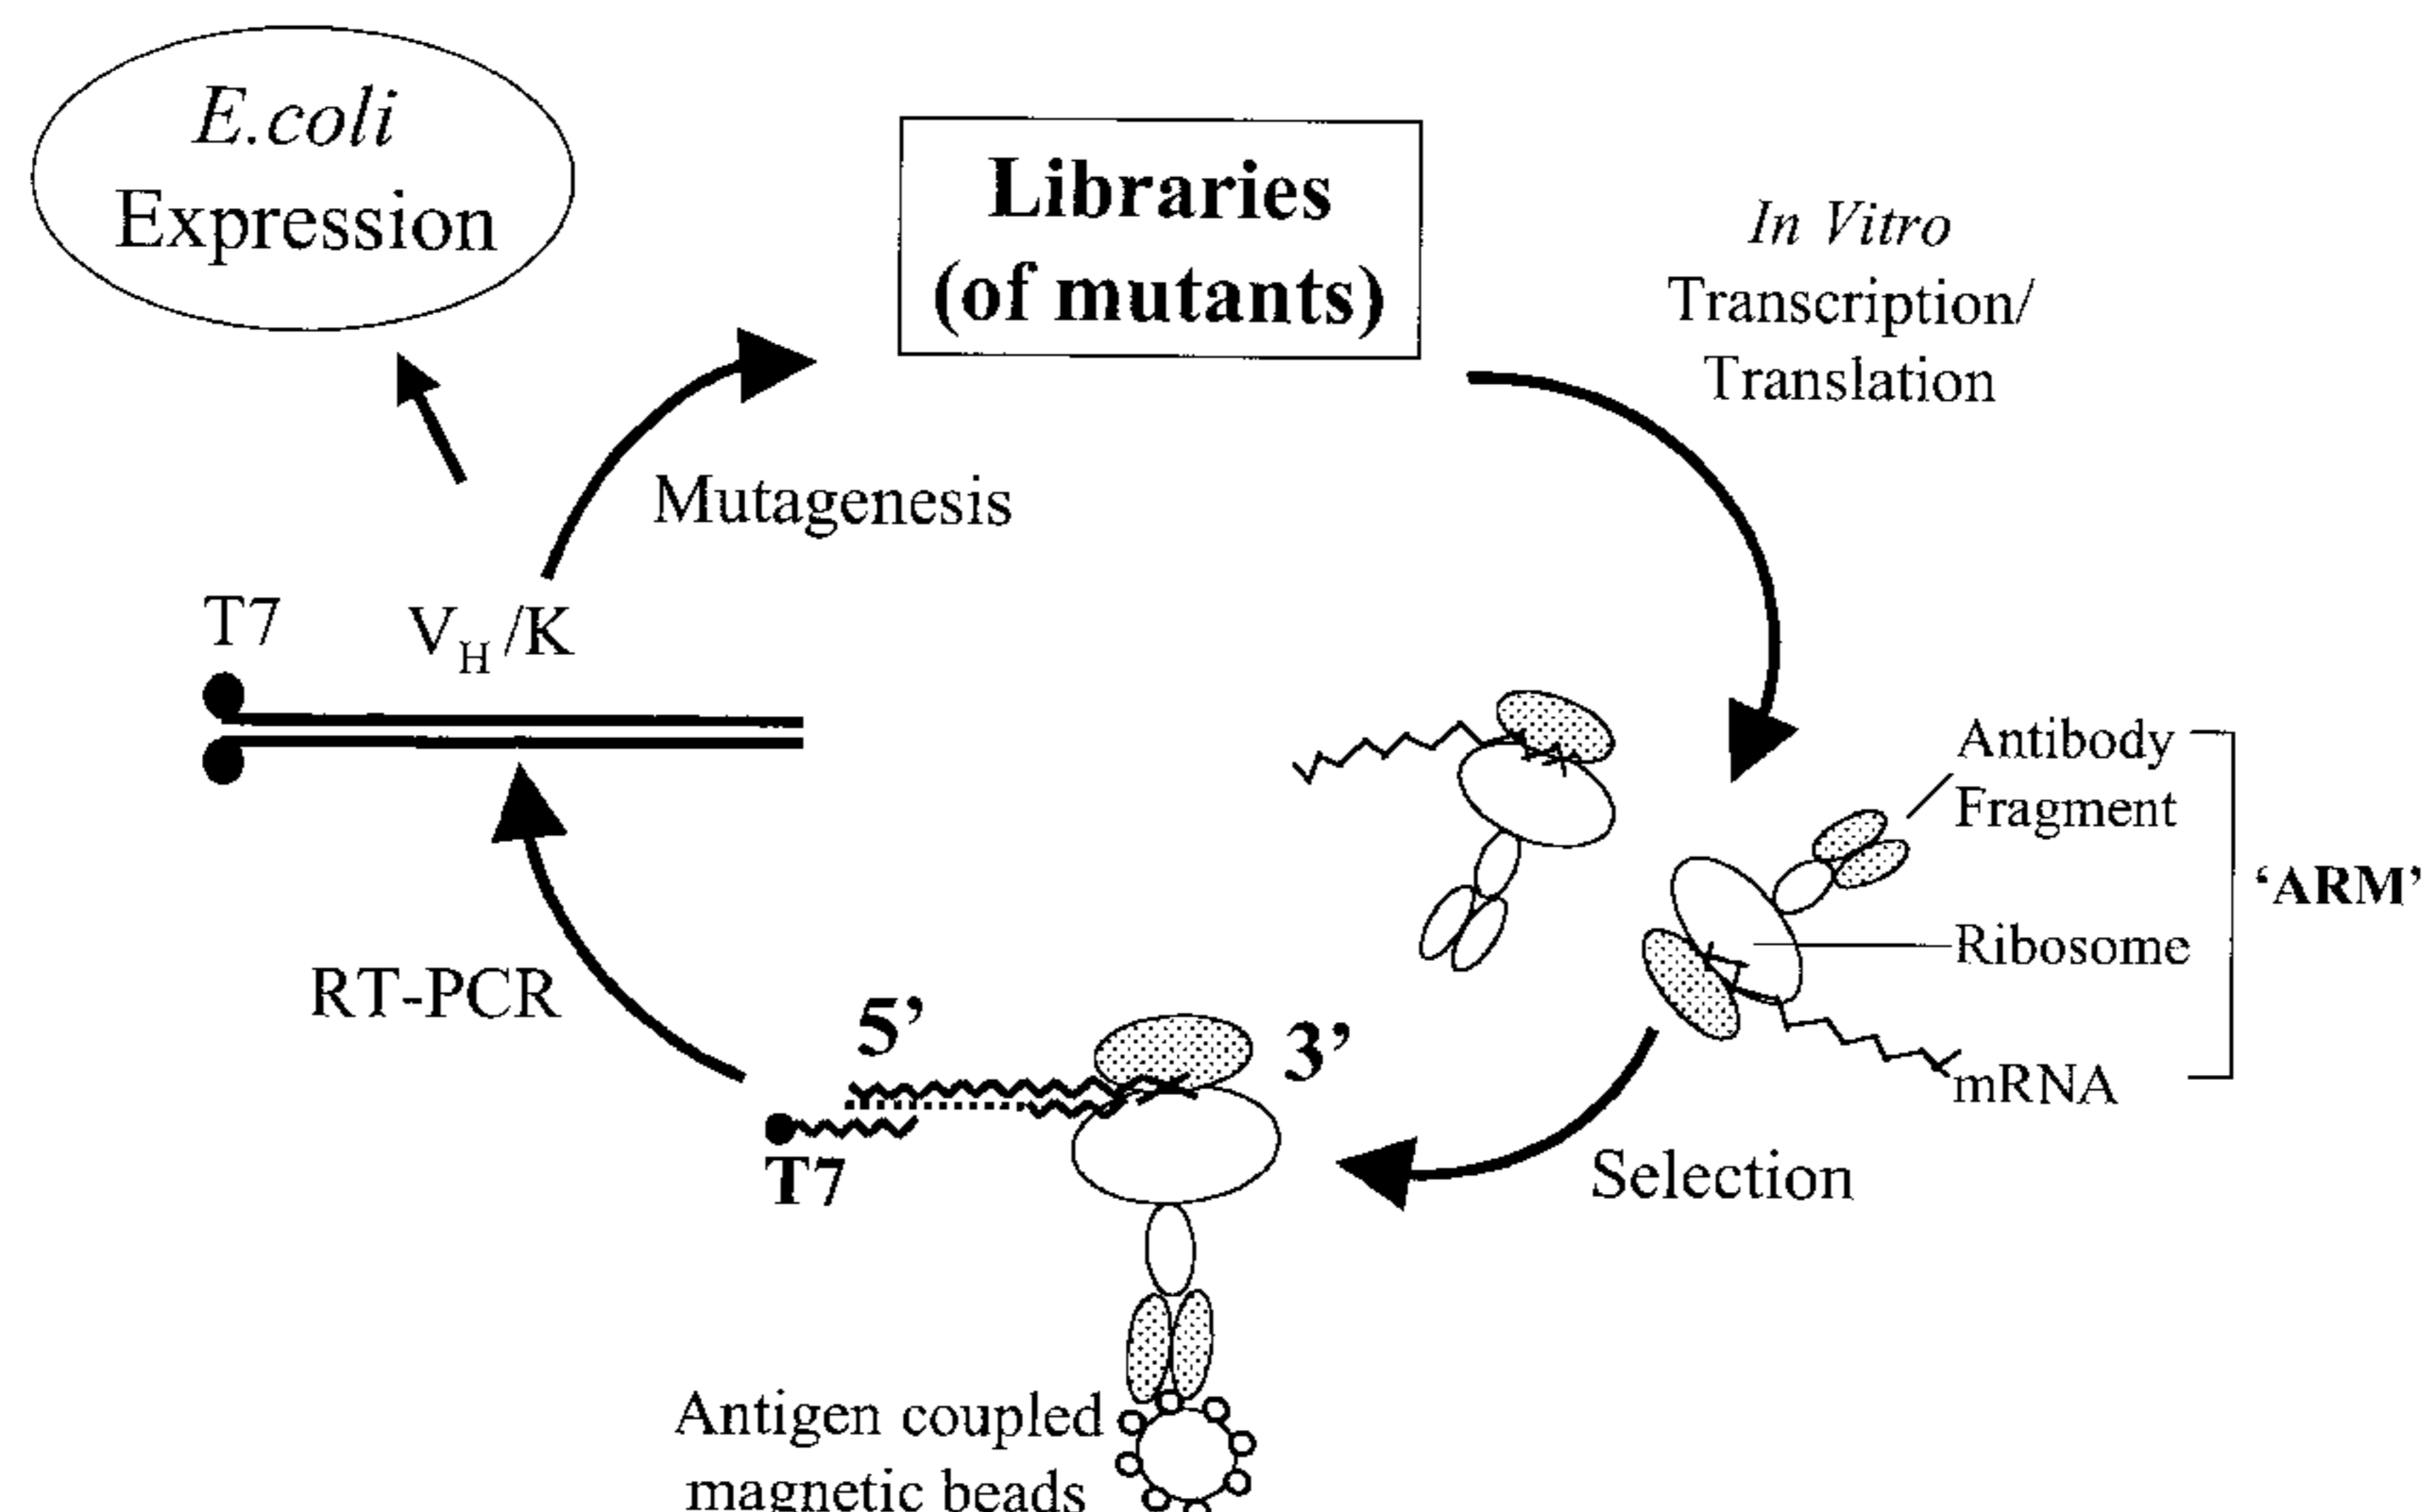 E.coli
Expression
Libraries
(of mutants)
In Vitro
Transcription/
Translation
Mutagenesis
T7
VH/K
Antibody
Fragment
‘ARM’
Ribosome
mRNA
RT-PCR
5’
3’
T7
Selection
Antigen coupled
magnetic beads